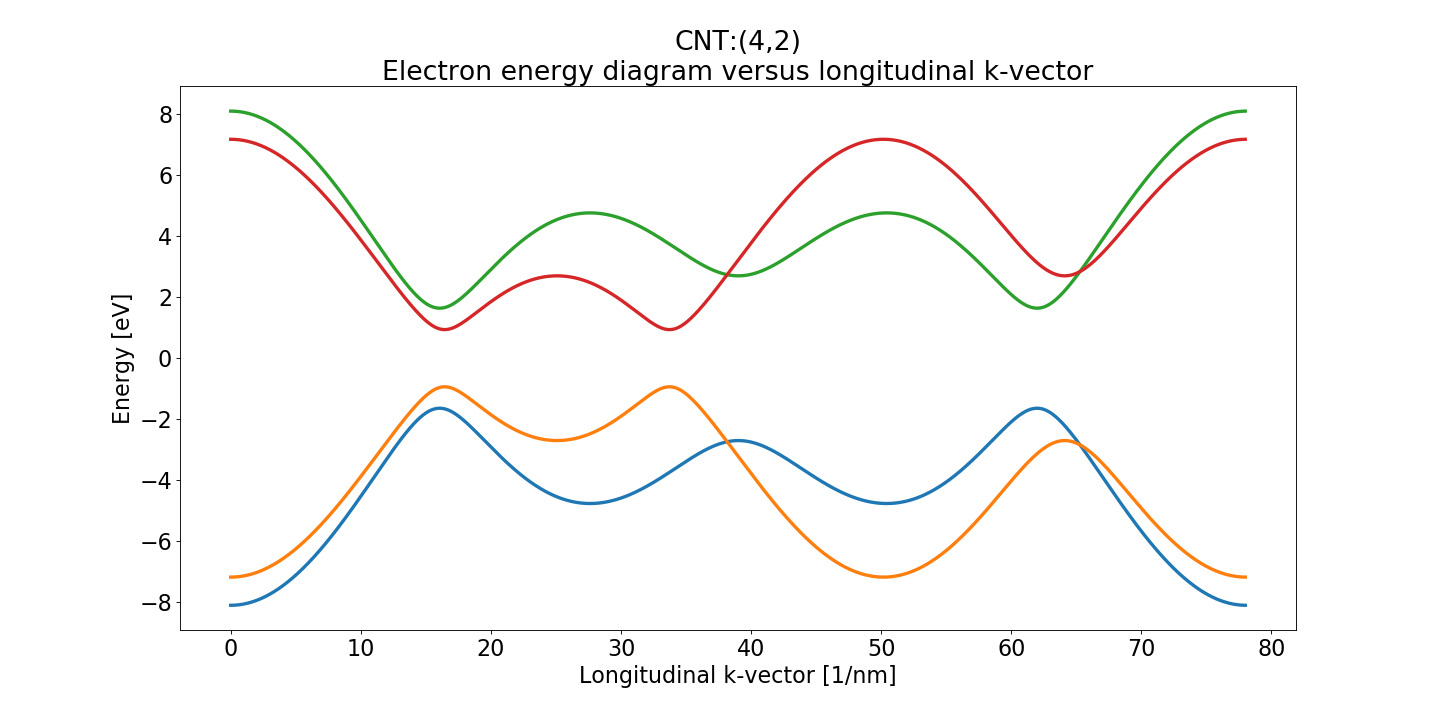 CNT:(4,2)
Electron energy diagram versus longitudinal k-vector
8
6
4
2
0
−2
−4
−6
−8
Energy [eV]
0 10 20 30 40 50 60 70 80
Longitudinal k-vector [1/nm]